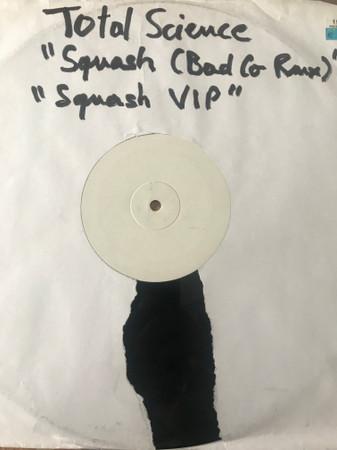 Total Science
"Squash (Bad Co Rmx)"
"Squash VIP"